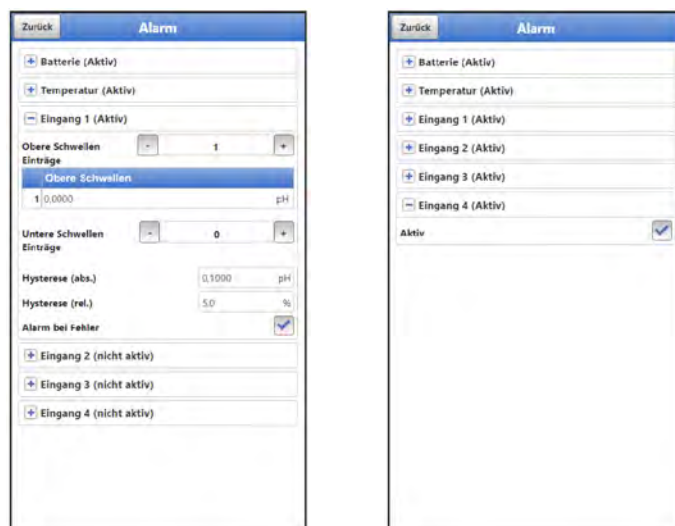 Zurück Alarm
+ Batterie (Aktiv)
+ Temperatur (Aktiv)
− Eingang 1 (Aktiv)
Obere Schwellen - 1 +
Einträge
Obere Schwellen
1 0,0000 pH
Untere Schwellen - 0 +
Einträge
Hysterese (abs.) 0,1000 pH
Hysterese (rel.) 5,0 %
Alarm bei Fehler
+ Eingang 2 (nicht aktiv)
+ Eingang 3 (nicht aktiv)
+ Eingang 4 (nicht aktiv)
Zurück Alarm
+ Batterie (Aktiv)
+ Temperatur (Aktiv)
+ Eingang 1 (Aktiv)
+ Eingang 2 (Aktiv)
+ Eingang 3 (Aktiv)
− Eingang 4 (Aktiv)
Aktiv